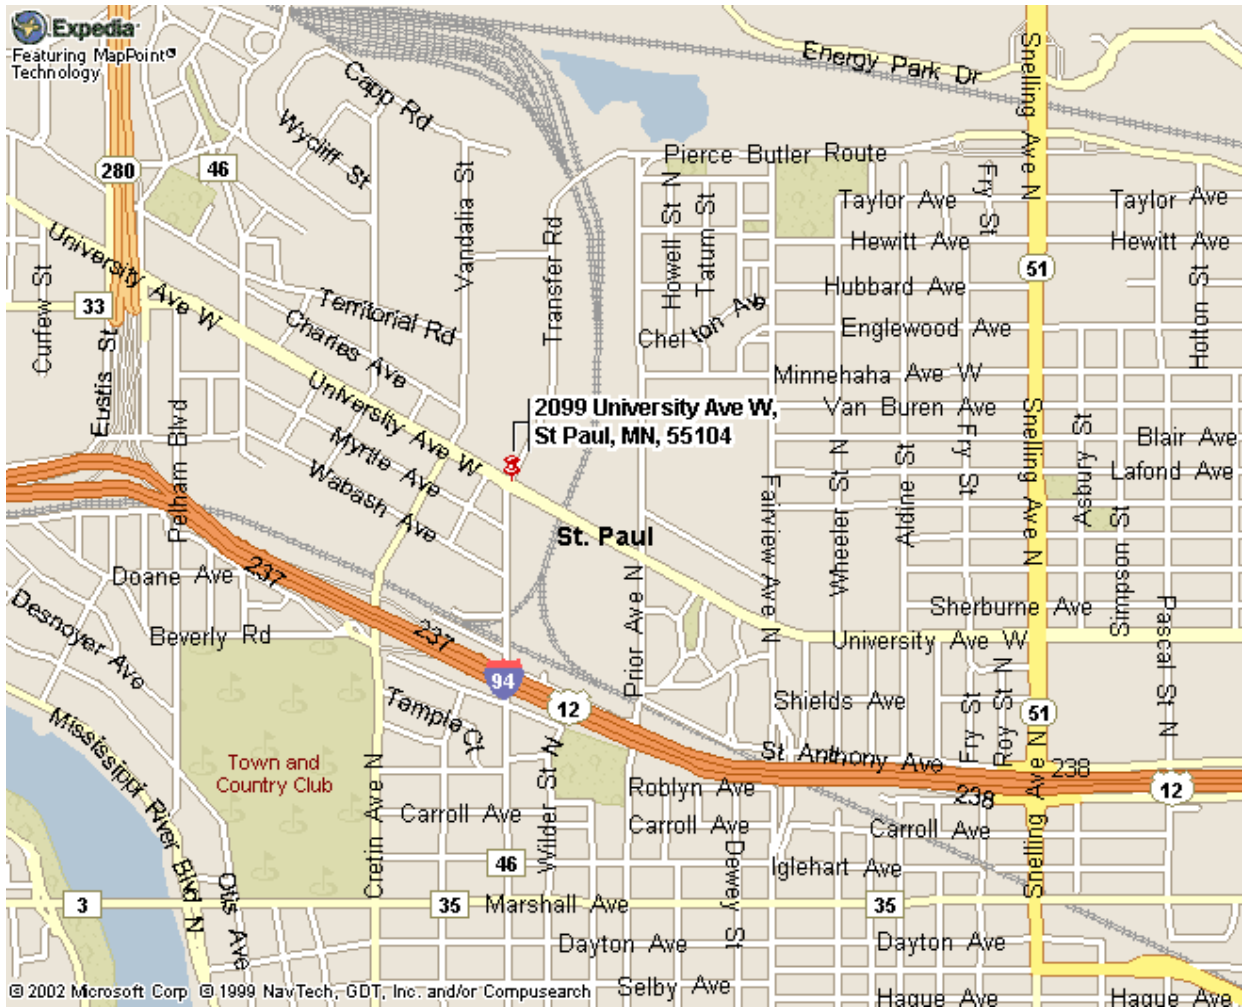 Expedia
Featuring MapPoint®
Technology
Energy Park Dr
Snelling Ave N
Capp Rd
Wycliff St
Pierce Butler Route
280
46
Vandalia St
Transfer Rd
Howell St N
Tatum St
Fry St
Taylor Ave
Taylor Ave
Hewitt Ave
Hewitt Ave
51
University Ave W
Curfew St
33
Eustis St
Territorial Rd
Charles Ave
Hubbard Ave
Holton St
Chelton Ave
Englewood Ave
Minnehaha Ave W
University Ave W
2099 University Ave W,
St Paul, MN, 55104
Van Buren Ave
Snelling Ave N
Fry St
Asbury St
Blair Ave
Lafond Ave
Pelham Blvd
Myrtle Ave
Wabash Ave
Fairview Ave N
Wheeler St N
Aldine St
Simpson St
St. Paul
Doane Ave
237
Desnoyer Ave
Beverly Rd
237
Prior Ave N
Sherburne Ave
University Ave W
Pascal St N
94
12
Temple Ct
Shields Ave
Fry St
Roy St N
51
Mississippi River Blvd N
Town and
Country Club
Cretin Ave N
Wilder St N
St Anthony Ave
238
238
12
Roblyn Ave
Carroll Ave
Carroll Ave
Carroll Ave
Snelling Ave N
46
Dewey St
Iglehart Ave
3
Otis Ave
35
Marshall Ave
35
Dayton Ave
Dayton Ave
Selby Ave
Hague Ave
Hague Ave
© 2002 Microsoft Corp © 1999 NavTech, GDT, Inc. and/or Compusearch